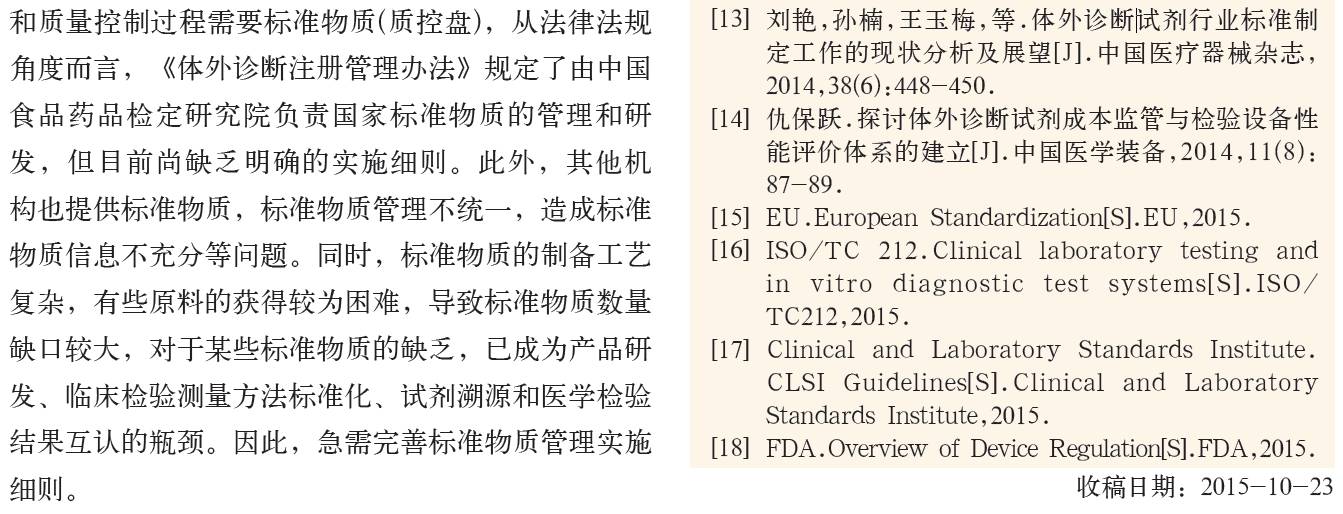 和质量控制过程需要标准物质(质控盘)，从法律法规
角度而言，《体外诊断注册管理办法》规定了由中国
食品药品检定研究院负责国家标准物质的管理和研
发，但目前尚缺乏明确的实施细则。此外，其他机
构也提供标准物质，标准物质管理不统一，造成标准
物质信息不充分等问题。同时，标准物质的制备工艺
复杂，有些原料的获得较为困难，导致标准物质数量
缺口较大，对于某些标准物质的缺乏，已成为产品研
发、临床检验测量方法标准化、试剂溯源和医学检验
结果互认的瓶颈。因此，急需完善标准物质管理实施
细则。
[13] 刘艳,孙楠,王玉梅,等.体外诊断试剂行业标准制
定工作的现状分析及展望[J].中国医疗器械杂志,
2014,38(6):448-450.
[14] 仇保跃.探讨体外诊断试剂成本监管与检验设备性
能评价体系的建立[J].中国医学装备,2014,11(8):
87-89.
[15] EU.European Standardization[S].EU,2015.
[16] ISO/TC 212.Clinical laboratory testing and
in vitro diagnostic test systems[S].ISO/
TC212,2015.
[17] Clinical and Laboratory Standards Institute.
CLSI Guidelines[S].Clinical and Laboratory
Standards Institute,2015.
[18] FDA.Overview of Device Regulation[S].FDA,2015.
收稿日期：2015-10-23